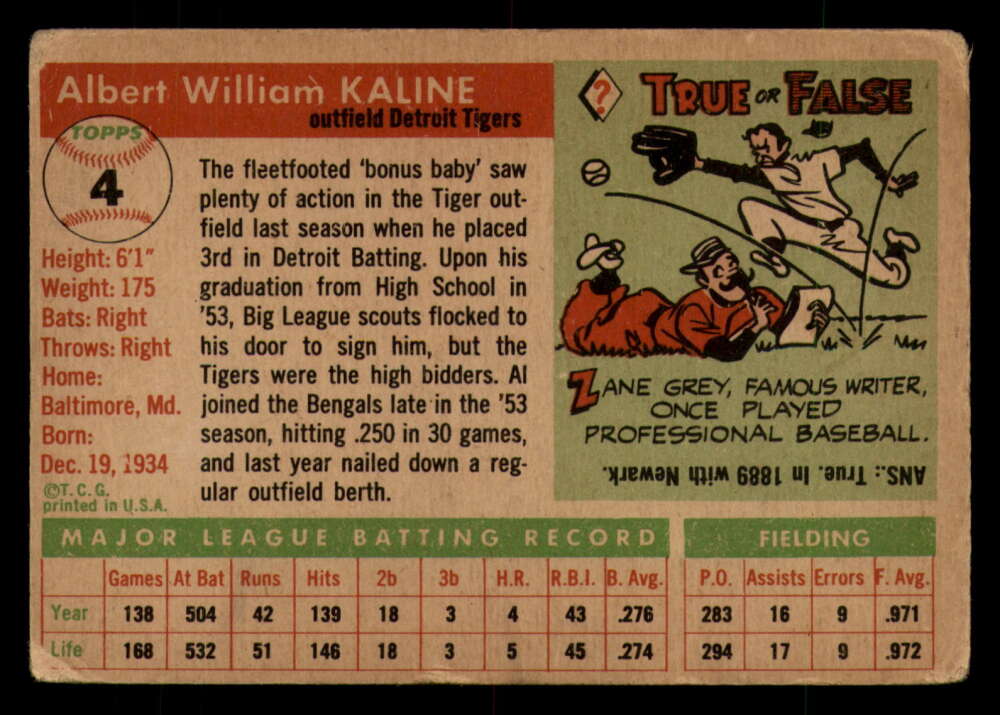 Albert William KALINE
outfield Detroit Tigers
TOPPS
4
Height: 6'1"
Weight: 175
Bats: Right
Throws: Right
Home:
Baltimore, Md.
Born:
Dec. 19, 1934
©T.C.G.
printed in U.S.A.
The fleetfooted 'bonus baby' saw
plenty of action in the Tiger out-
field last season when he placed
3rd in Detroit Batting. Upon his
graduation from High School in
'53, Big League scouts flocked to
his door to sign him, but the
Tigers were the high bidders. Al
joined the Bengals late in the '53
season, hitting .250 in 30 games,
and last year nailed down a reg-
ular outfield berth.
? TRUE OR FALSE
ZANE GREY, FAMOUS WRITER,
ONCE PLAYED
PROFESSIONAL BASEBALL.
ANS.: True. In 1889 with Newark.
MAJOR LEAGUE BATTING RECORD FIELDING
Games At Bat Runs Hits 2b 3b H.R. R.B.I. B. Avg. P.O. Assists Errors F. Avg.
Year 138 504 42 139 18 3 4 43 .276 283 16 9 .971
Life 168 532 51 146 18 3 5 45 .274 294 17 9 .972